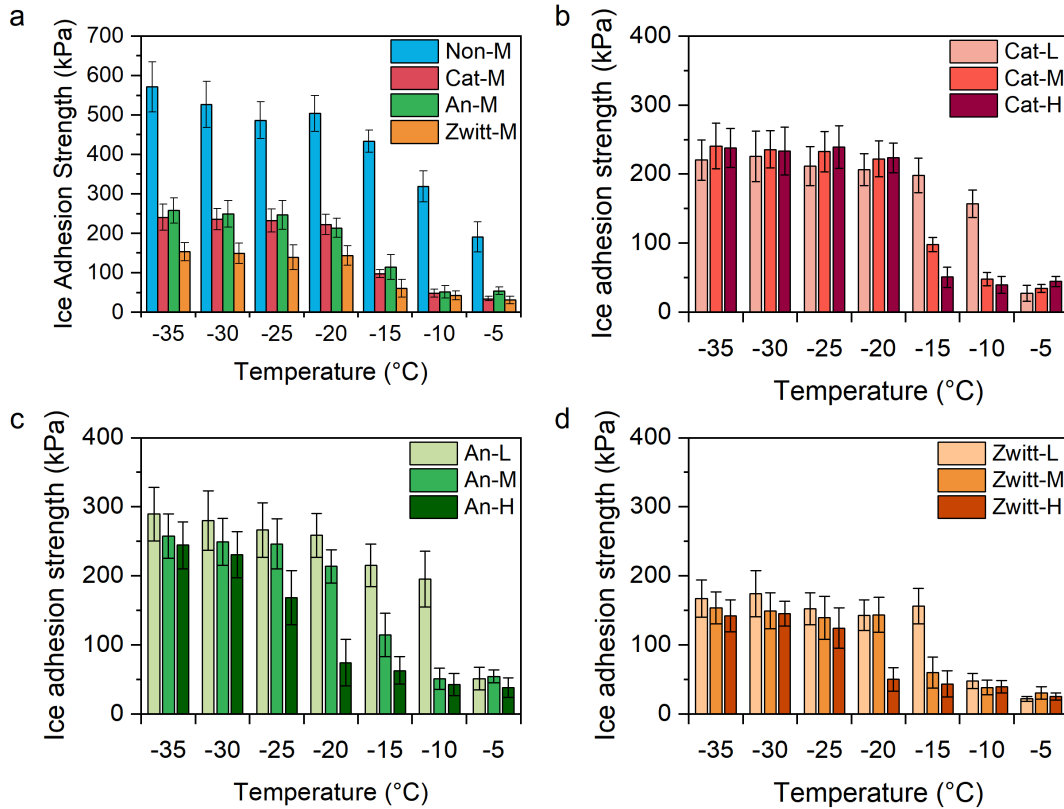 a
Ice Adhesion Strength (kPa)
700
600
500
400
300
200
100
0
Non-M
Cat-M
An-M
Zwitt-M
-35 -30 -25 -20 -15 -10 -5
Temperature (°C)
b
Ice adhesion strength (kPa)
400
300
200
100
0
Cat-L
Cat-M
Cat-H
-35 -30 -25 -20 -15 -10 -5
Temperature (°C)
c
Ice adhesion strength (kPa)
400
300
200
100
0
An-L
An-M
An-H
-35 -30 -25 -20 -15 -10 -5
Temperature (°C)
d
Ice adhesion strength (kPa)
400
300
200
100
0
Zwitt-L
Zwitt-M
Zwitt-H
-35 -30 -25 -20 -15 -10 -5
Temperature (°C)